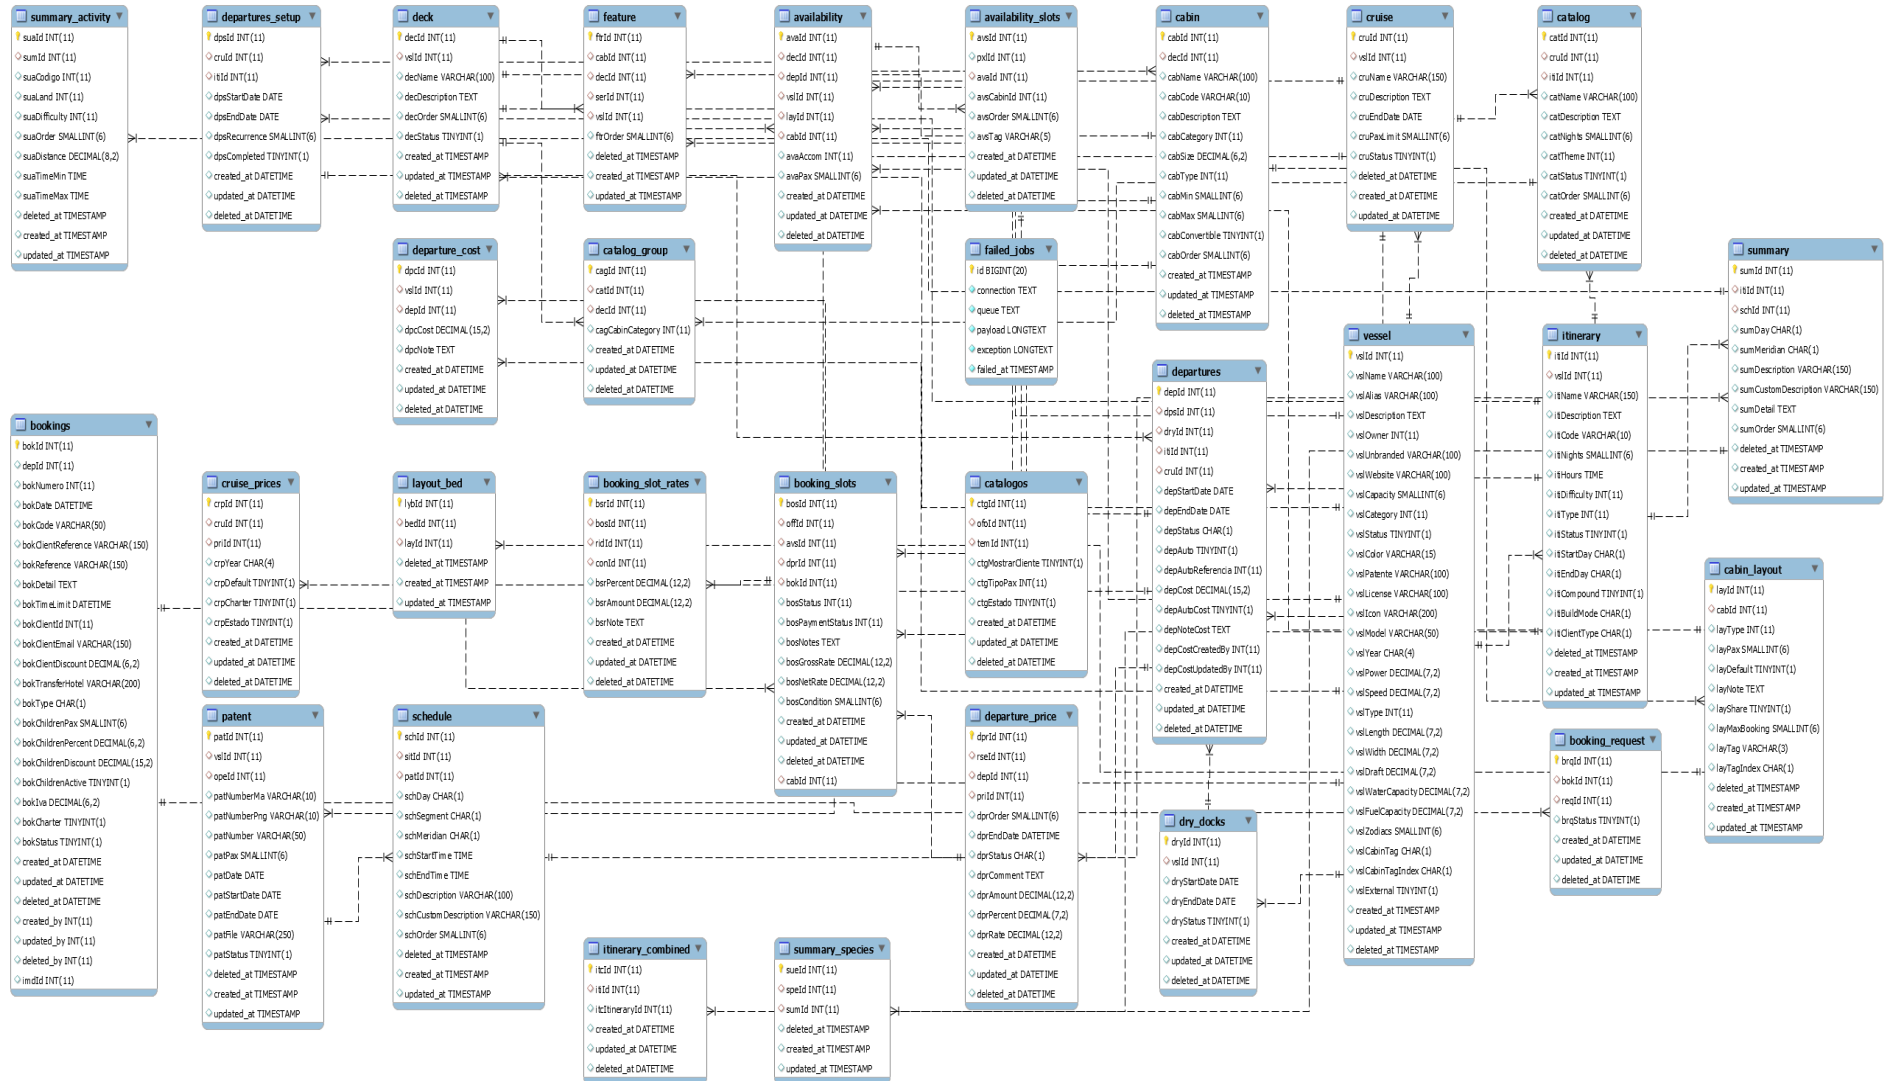 summary_activity
suaId INT(11)
sumId INT(11)
suaCodigo INT(11)
suaLand INT(11)
suaDifficulty INT(11)
suaOrder SMALLINT(6)
suaDistance DECIMAL(8,2)
suaTimeMin TIME
suaTimeMax TIME
deleted_at TIMESTAMP
created_at TIMESTAMP
updated_at TIMESTAMP
departures_setup
dpsId INT(11)
cruId INT(11)
itiId INT(11)
dpsStartDate DATE
dpsEndDate DATE
dpsRecurrence SMALLINT(6)
dpsCompleted TINYINT(1)
created_at DATETIME
updated_at DATETIME
deleted_at DATETIME
deck
decId INT(11)
vslId INT(11)
decName VARCHAR(100)
decDescription TEXT
decOrder SMALLINT(6)
decStatus TINYINT(1)
created_at TIMESTAMP
updated_at TIMESTAMP
deleted_at TIMESTAMP
feature
ftrId INT(11)
cabId INT(11)
decId INT(11)
serId INT(11)
vslId INT(11)
ftrOrder SMALLINT(6)
deleted_at TIMESTAMP
created_at TIMESTAMP
updated_at TIMESTAMP
availability
avaId INT(11)
decId INT(11)
depId INT(11)
vslId INT(11)
layId INT(11)
cabId INT(11)
avaAccom INT(11)
avaPax SMALLINT(6)
created_at DATETIME
updated_at DATETIME
deleted_at DATETIME
availability_slots
avsId INT(11)
pxlId INT(11)
avaId INT(11)
avsCabinId INT(11)
avsOrder SMALLINT(6)
avsTag VARCHAR(5)
created_at DATETIME
updated_at DATETIME
deleted_at DATETIME
cabin
cabId INT(11)
decId INT(11)
cabName VARCHAR(100)
cabCode VARCHAR(10)
cabDescription TEXT
cabCategory INT(11)
cabSize DECIMAL(6,2)
cabType INT(11)
cabMin SMALLINT(6)
cabMax SMALLINT(6)
cabConvertible TINYINT(1)
cabOrder SMALLINT(6)
created_at TIMESTAMP
updated_at TIMESTAMP
deleted_at TIMESTAMP
cruise
cruId INT(11)
vslId INT(11)
cruName VARCHAR(150)
cruDescription TEXT
cruEndDate DATE
cruPaxLimit SMALLINT(6)
cruStatus TINYINT(1)
deleted_at DATETIME
created_at DATETIME
updated_at DATETIME
catalog
catId INT(11)
cruId INT(11)
itiId INT(11)
catName VARCHAR(100)
catDescription TEXT
catNights SMALLINT(6)
catTheme INT(11)
catStatus TINYINT(1)
catOrder SMALLINT(6)
created_at DATETIME
updated_at DATETIME
deleted_at DATETIME
departure_cost
dpcId INT(11)
vslId INT(11)
depId INT(11)
dpcCost DECIMAL(15,2)
dpcNote TEXT
created_at DATETIME
updated_at DATETIME
deleted_at DATETIME
catalog_group
cagId INT(11)
catId INT(11)
decId INT(11)
cagCabinCategory INT(11)
created_at DATETIME
updated_at DATETIME
deleted_at DATETIME
failed_jobs
id BIGINT(20)
connection TEXT
queue TEXT
payload LONGTEXT
exception LONGTEXT
failed_at TIMESTAMP
summary
sumId INT(11)
itiId INT(11)
schId INT(11)
sumDay CHAR(1)
sumMeridian CHAR(1)
sumDescription VARCHAR(150)
sumCustomDescription VARCHAR(150)
sumDetail TEXT
sumOrder SMALLINT(6)
deleted_at TIMESTAMP
created_at TIMESTAMP
updated_at TIMESTAMP
departures
depId INT(11)
dpsId INT(11)
dryId INT(11)
itiId INT(11)
cruId INT(11)
depStartDate DATE
depEndDate DATE
depStatus CHAR(1)
depAuto TINYINT(1)
depAutoReferencia INT(11)
depCost DECIMAL(15,2)
depAutoCost TINYINT(1)
depNoteCost TEXT
depCostCreatedBy INT(11)
depCostUpdatedBy INT(11)
created_at DATETIME
updated_at DATETIME
deleted_at DATETIME
vessel
vslId INT(11)
vslName VARCHAR(100)
vslAlias VARCHAR(100)
vslDescription TEXT
vslOwner INT(11)
vslUnbranded VARCHAR(100)
vslWebsite VARCHAR(100)
vslCapacity SMALLINT(6)
vslCategory INT(11)
vslStatus TINYINT(1)
vslColor VARCHAR(15)
vslPatente VARCHAR(100)
vslLicense VARCHAR(100)
vslIcon VARCHAR(200)
vslModel VARCHAR(50)
vslYear CHAR(4)
vslPower DECIMAL(7,2)
vslSpeed DECIMAL(7,2)
vslType INT(11)
vslLength DECIMAL(7,2)
vslWidth DECIMAL(7,2)
vslDraft DECIMAL(7,2)
vslWaterCapacity DECIMAL(7,2)
vslFuelCapacity DECIMAL(7,2)
vslZodiacs SMALLINT(6)
vslCabinTag CHAR(1)
vslCabinTagIndex CHAR(1)
vslExternal TINYINT(1)
created_at TIMESTAMP
updated_at TIMESTAMP
deleted_at TIMESTAMP
itinerary
itiId INT(11)
vslId INT(11)
itiName VARCHAR(150)
itiDescription TEXT
itiCode VARCHAR(10)
itiNights SMALLINT(6)
itiHours TIME
itiDifficulty INT(11)
itiType INT(11)
itiStatus TINYINT(1)
itiStartDay CHAR(1)
itiEndDay CHAR(1)
itiCompound TINYINT(1)
itiBuildMode CHAR(1)
itiClientType CHAR(1)
deleted_at TIMESTAMP
created_at TIMESTAMP
updated_at TIMESTAMP
bookings
bokId INT(11)
depId INT(11)
bokNumero INT(11)
bokDate DATETIME
bokCode VARCHAR(50)
bokClientReference VARCHAR(150)
bokReference VARCHAR(150)
bokDetail TEXT
bokTimeLimit DATETIME
bokClientId INT(11)
bokClientEmail VARCHAR(150)
bokClientDiscount DECIMAL(6,2)
bokTransferHotel VARCHAR(200)
bokType CHAR(1)
bokChildrenPax SMALLINT(6)
bokChildrenPercent DECIMAL(6,2)
bokChildrenDiscount DECIMAL(15,2)
bokChildrenActive TINYINT(1)
bokIva DECIMAL(6,2)
bokCharter TINYINT(1)
bokStatus TINYINT(1)
created_at DATETIME
updated_at DATETIME
deleted_at DATETIME
created_by INT(11)
updated_by INT(11)
deleted_by INT(11)
imdId INT(11)
cruise_prices
crpId INT(11)
cruId INT(11)
priId INT(11)
crpYear CHAR(4)
crpDefault TINYINT(1)
crpCharter TINYINT(1)
crpEstado TINYINT(1)
created_at DATETIME
updated_at DATETIME
deleted_at DATETIME
layout_bed
lybId INT(11)
bedId INT(11)
layId INT(11)
deleted_at TIMESTAMP
created_at TIMESTAMP
updated_at TIMESTAMP
booking_slot_rates
bsrId INT(11)
bosId INT(11)
ridId INT(11)
conId INT(11)
bsrPercent DECIMAL(12,2)
bsrAmount DECIMAL(12,2)
bsrNote TEXT
created_at DATETIME
updated_at DATETIME
deleted_at DATETIME
booking_slots
bosId INT(11)
offId INT(11)
avsId INT(11)
dprId INT(11)
bokId INT(11)
bosStatus INT(11)
bosPaymentStatus INT(11)
bosNotes TEXT
bosGrossRate DECIMAL(12,2)
bosNetRate DECIMAL(12,2)
bosCondition SMALLINT(6)
created_at DATETIME
updated_at DATETIME
deleted_at DATETIME
cabId INT(11)
catalogos
ctgId INT(11)
ofoId INT(11)
temId INT(11)
ctgMostrarCliente TINYINT(1)
ctgTipoPax INT(11)
ctgEstado TINYINT(1)
created_at DATETIME
updated_at DATETIME
deleted_at DATETIME
cabin_layout
layId INT(11)
cabId INT(11)
layType INT(11)
layPax SMALLINT(6)
layDefault TINYINT(1)
layNote TEXT
layShare TINYINT(1)
layMaxBooking SMALLINT(6)
layTag VARCHAR(3)
layTagIndex CHAR(1)
deleted_at TIMESTAMP
created_at TIMESTAMP
updated_at TIMESTAMP
patent
patId INT(11)
vslId INT(11)
opeId INT(11)
patNumberMa VARCHAR(10)
patNumberPng VARCHAR(10)
patNumber VARCHAR(50)
patPax SMALLINT(6)
patDate DATE
patStartDate DATE
patEndDate DATE
patFile VARCHAR(250)
patStatus TINYINT(1)
deleted_at TIMESTAMP
created_at TIMESTAMP
updated_at TIMESTAMP
schedule
schId INT(11)
sitId INT(11)
patId INT(11)
schDay CHAR(1)
schSegment CHAR(1)
schMeridian CHAR(1)
schStartTime TIME
schEndTime TIME
schDescription VARCHAR(100)
schCustomDescription VARCHAR(150)
schOrder SMALLINT(6)
deleted_at TIMESTAMP
created_at TIMESTAMP
updated_at TIMESTAMP
departure_price
dprId INT(11)
rseId INT(11)
depId INT(11)
priId INT(11)
dprOrder SMALLINT(6)
dprEndDate DATETIME
dprStatus CHAR(1)
dprComment TEXT
dprAmount DECIMAL(12,2)
dprPercent DECIMAL(7,2)
dprRate DECIMAL(12,2)
created_at DATETIME
updated_at DATETIME
deleted_at DATETIME
booking_request
brqId INT(11)
bokId INT(11)
reqId INT(11)
brqStatus TINYINT(1)
created_at DATETIME
updated_at DATETIME
deleted_at DATETIME
dry_docks
dryId INT(11)
vslId INT(11)
dryStartDate DATE
dryEndDate DATE
dryStatus TINYINT(1)
created_at DATETIME
updated_at DATETIME
deleted_at DATETIME
itinerary_combined
itcId INT(11)
itiId INT(11)
itcItineraryId INT(11)
created_at DATETIME
updated_at DATETIME
deleted_at DATETIME
summary_species
sueId INT(11)
speId INT(11)
sumId INT(11)
deleted_at TIMESTAMP
created_at TIMESTAMP
updated_at TIMESTAMP